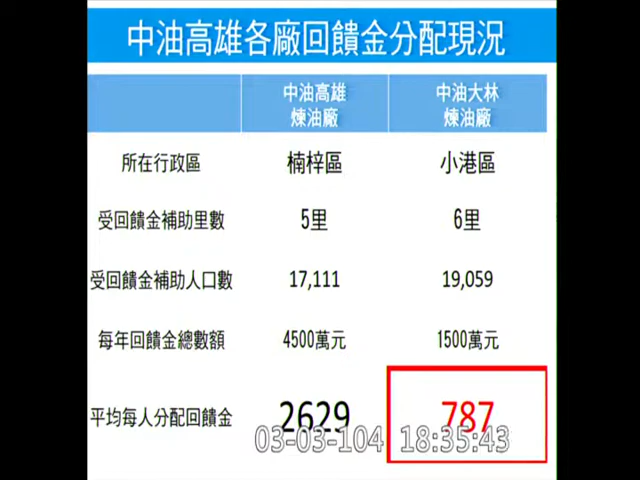 中油高雄各廠回饋金分配現況
中油高雄
煉油廠
中油大林
煉油廠
所在行政區 楠梓區 小港區
受回饋金補助里數 5里 6里
受回饋金補助人口數 17,111 19,059
每年回饋金總數額 4500萬元 1500萬元
平均每人分配回饋金 2629 787
03-03-104 18:35:43